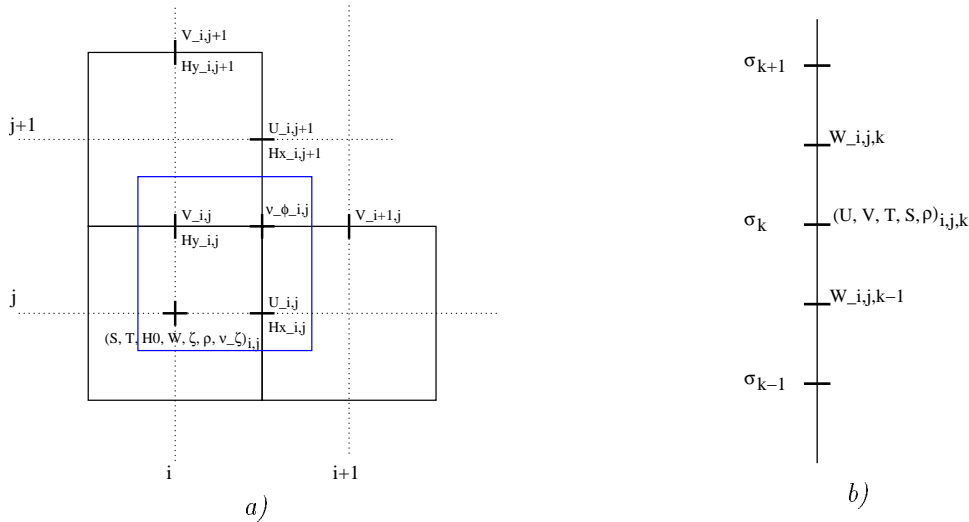 V_i,j+1
Hy_i,j+1
j+1
U_i,j+1
Hx_i,j+1
V_i,j
ν_ϕ_i,j
V_i+1,j
Hy_i,j
j
U_i,j
Hx_i,j
(S, T, H0, W, ζ, ρ, ν_ζ)i,j
i
i+1
a)
σk+1
W_i,j,k
σk
(U, V, T, S, ρ)i,j,k
W_i,j,k−1
σk−1
b)